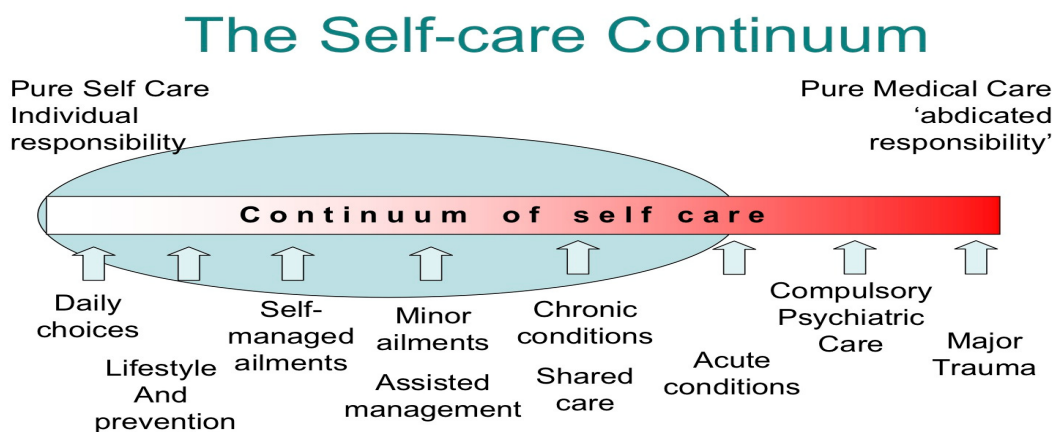 The Self-care Continuum
Pure Self Care
Individual
responsibility
Pure Medical Care
‘abdicated
responsibility’
Continuum of self care
Daily
choices
Lifestyle
And
prevention
Self-
managed
ailments
Minor
ailments
Assisted
management
Chronic
conditions
Shared
care
Acute
conditions
Compulsory
Psychiatric
Care
Major
Trauma